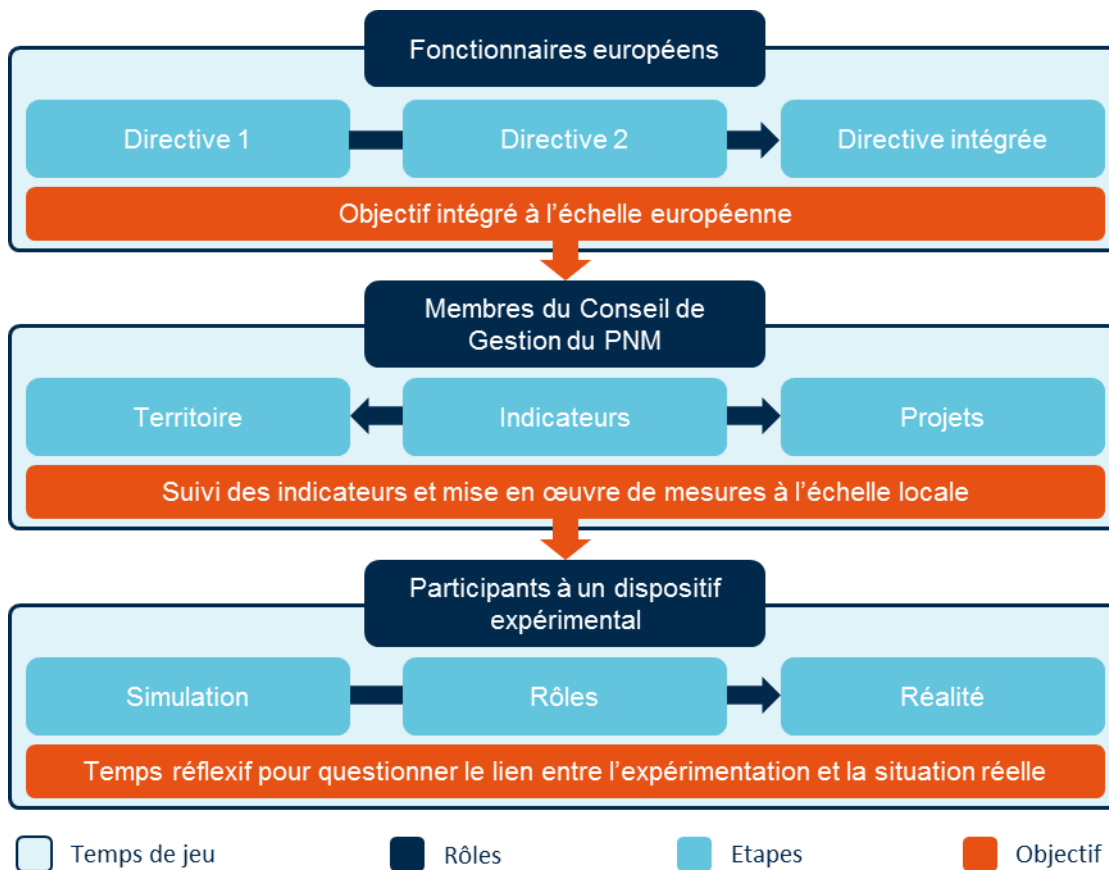 Fonctionnaires européens
Directive 1
Directive 2
Directive intégrée
Objectif intégré à l'échelle européenne
Membres du Conseil de
Gestion du PNM
Territoire
Indicateurs
Projets
Suivi des indicateurs et mise en œuvre de mesures à l'échelle locale
Participants à un dispositif
expérimental
Simulation
Rôles
Réalité
Temps réflexif pour questionner le lien entre l'expérimentation et la situation réelle
Temps de jeu
Rôles
Etapes
Objectif